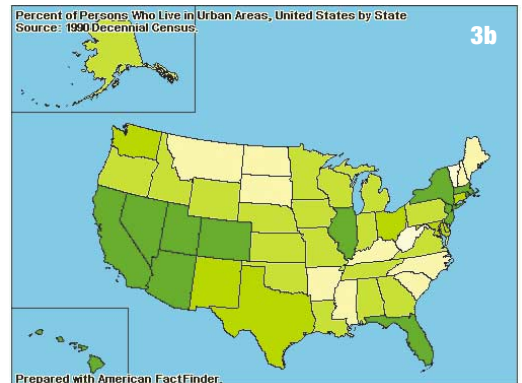 Percent of Persons Who Live in Urban Areas, United States by State
Source: 1990 Decennial Census.
3b
Prepared with American FactFinder.